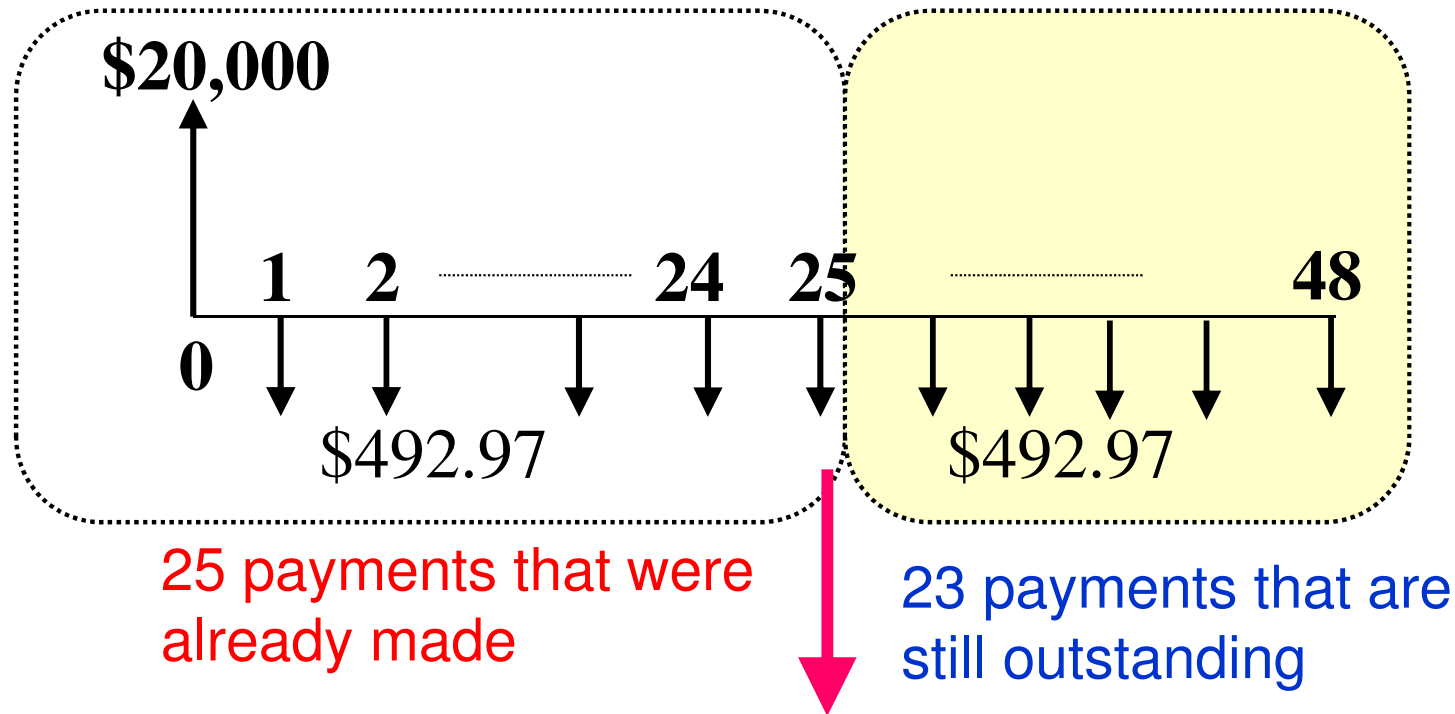 $20,000
1 2 24 25 48
0
$492.97 $492.97
25 payments that were
already made
23 payments that are
still outstanding